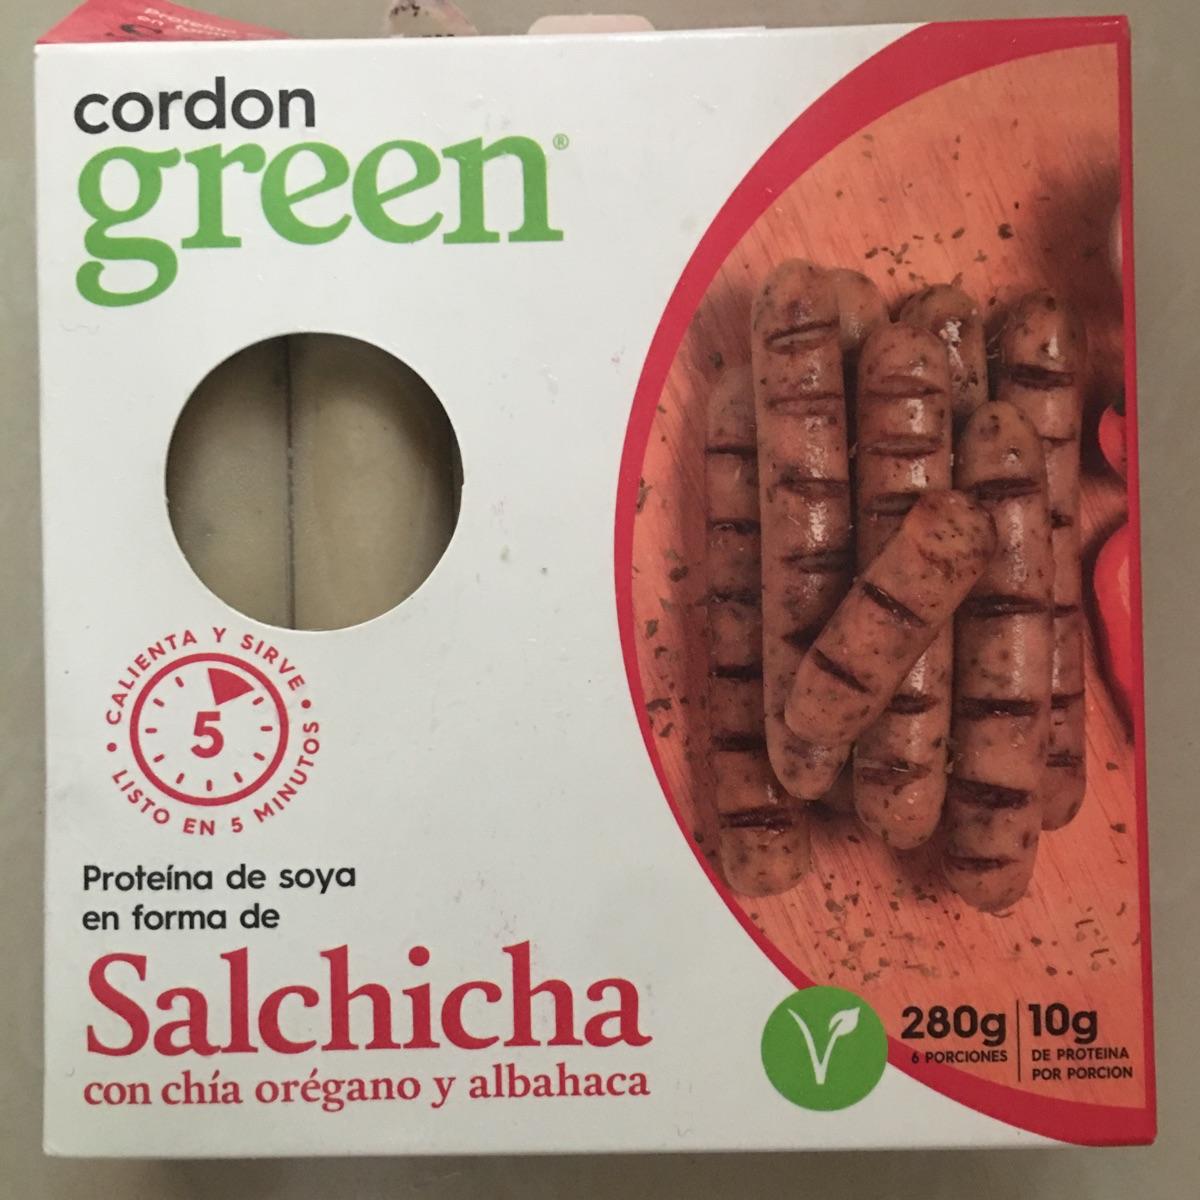 cordon
green®
CALIENTA Y SIRVE • LISTO EN 5 MINUTOS •
5
Proteína de soya
en forma de
Salchicha
con chía orégano y albahaca
V
280g
6 PORCIONES
10g
DE PROTEINA
POR PORCION